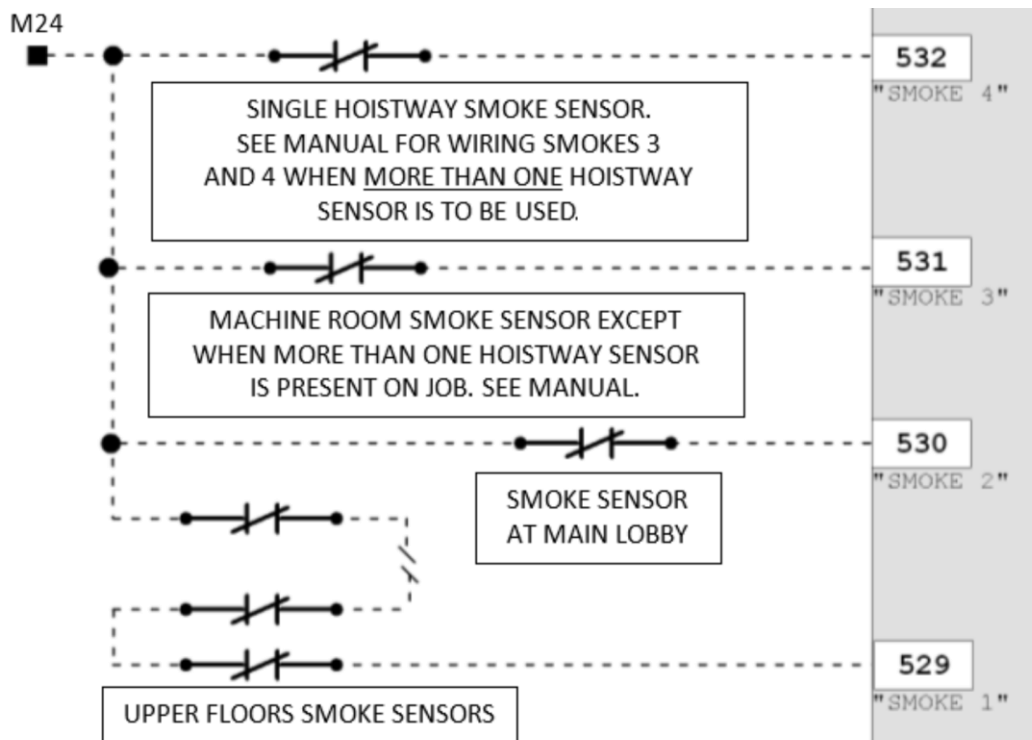 M24
532
"SMOKE 4"
SINGLE HOISTWAY SMOKE SENSOR.
SEE MANUAL FOR WIRING SMOKES 3
AND 4 WHEN MORE THAN ONE HOISTWAY
SENSOR IS TO BE USED.
531
"SMOKE 3"
MACHINE ROOM SMOKE SENSOR EXCEPT
WHEN MORE THAN ONE HOISTWAY SENSOR
IS PRESENT ON JOB. SEE MANUAL.
530
"SMOKE 2"
SMOKE SENSOR
AT MAIN LOBBY
529
"SMOKE 1"
UPPER FLOORS SMOKE SENSORS